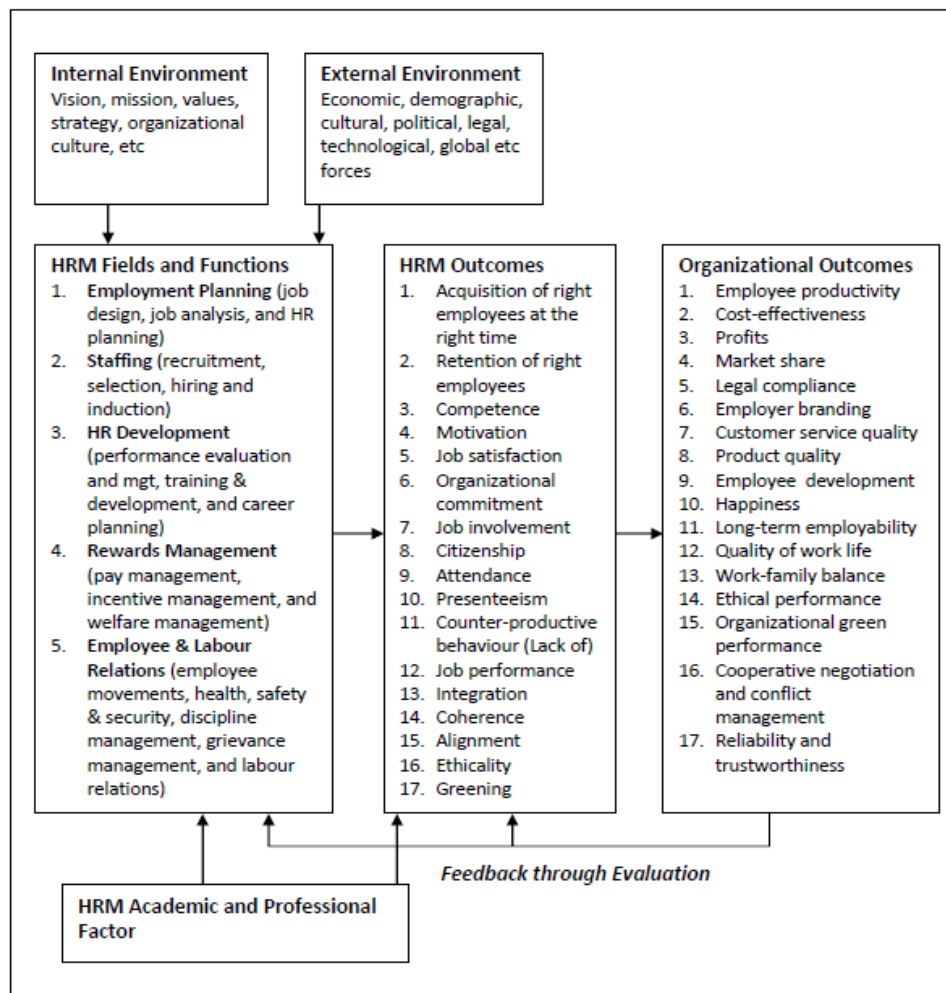 Internal Environment
Vision, mission, values,
strategy, organizational
culture, etc
External Environment
Economic, demographic,
cultural, political, legal,
technological, global etc
forces
HRM Fields and Functions
1. Employment Planning (job
design, job analysis, and HR
planning)
2. Staffing (recruitment,
selection, hiring and
induction)
3. HR Development
(performance evaluation
and mgt, training &
development, and career
planning)
4. Rewards Management
(pay management,
incentive management, and
welfare management)
5. Employee & Labour
Relations (employee
movements, health, safety
& security, discipline
management, grievance
management, and labour
relations)
HRM Outcomes
1. Acquisition of right
employees at the
right time
2. Retention of right
employees
3. Competence
4. Motivation
5. Job satisfaction
6. Organizational
commitment
7. Job involvement
8. Citizenship
9. Attendance
10. Presenteeism
11. Counter-productive
behaviour (Lack of)
12. Job performance
13. Integration
14. Coherence
15. Alignment
16. Ethicality
17. Greening
Organizational Outcomes
1. Employee productivity
2. Cost-effectiveness
3. Profits
4. Market share
5. Legal compliance
6. Employer branding
7. Customer service quality
8. Product quality
9. Employee development
10. Happiness
11. Long-term employability
12. Quality of work life
13. Work-family balance
14. Ethical performance
15. Organizational green
performance
16. Cooperative negotiation
and conflict
management
17. Reliability and
trustworthiness
Feedback through Evaluation
HRM Academic and Professional
Factor